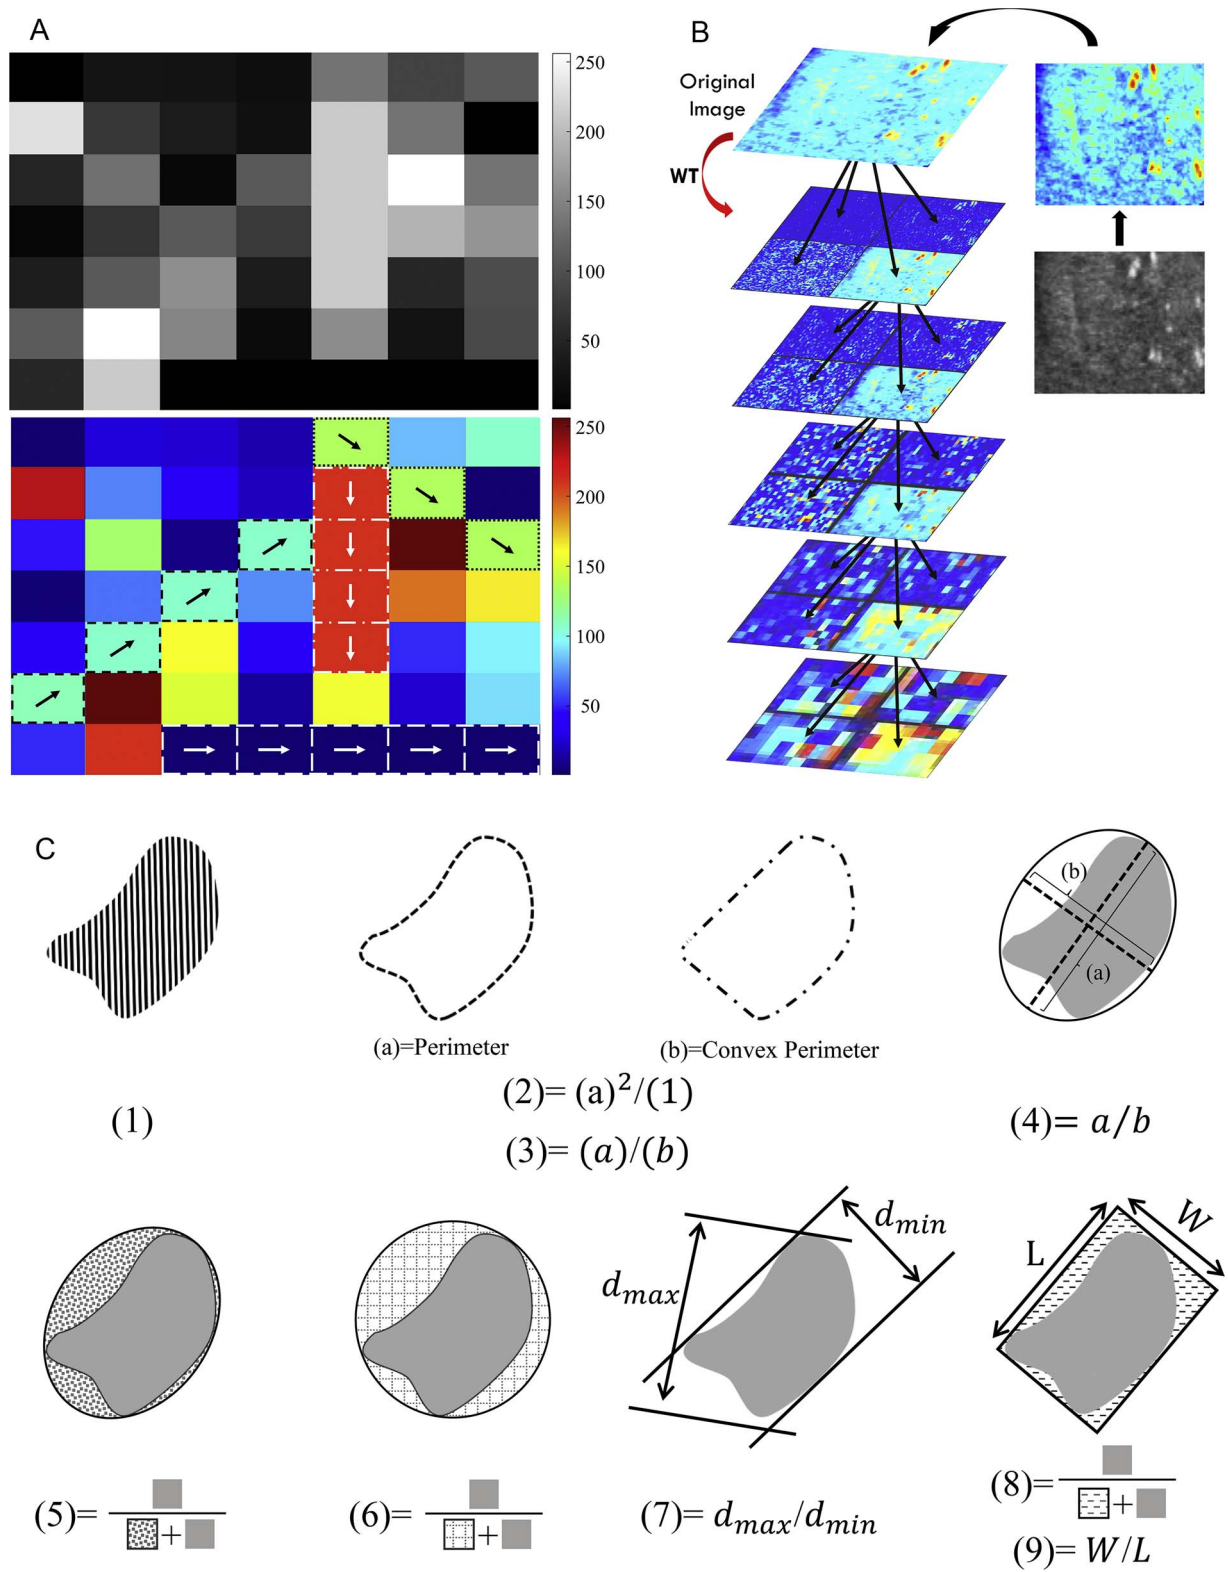 A
250
200
150
100
50
250
200
150
100
50
B
Original
Image
WT
C
(a)=Perimeter
(b)=Convex Perimeter
(b)
(a)
(1)
(2)= (a)²/(1)
(3)= (a)/(b)
(4)= a/b
d_max
d_min
L
W
(5)=
+
(6)=
+
(7)= d_max/d_min
(8)=
+
(9)= W/L